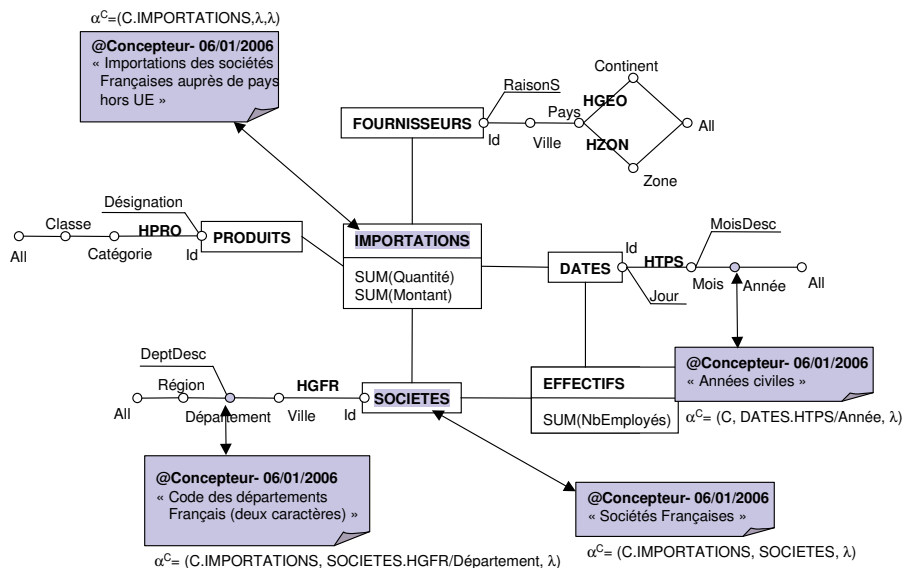 α^C=(C.IMPORTATIONS,λ,λ)
@Concepteur- 06/01/2006
« Importations des sociétés
Françaises auprès de pays
hors UE »
FOURNISSEURS
RaisonS
Id
Ville
Pays
HGEO
HZON
Continent
Zone
All
Désignation
Classe
All
Catégorie
HPRO
Id
PRODUITS
IMPORTATIONS
SUM(Quantité)
SUM(Montant)
DATES
Id
HTPS
MoisDesc
Jour
Mois
Année
All
@Concepteur- 06/01/2006
« Années civiles »
α^C= (C, DATES.HTPS/Année, λ)
DeptDesc
Région
All
Département
HGFR
Ville
Id
SOCIETES
EFFECTIFS
SUM(NbEmployés)
@Concepteur- 06/01/2006
« Code des départements
Français (deux caractères) »
α^C= (C.IMPORTATIONS, SOCIETES.HGFR/Département, λ)
@Concepteur- 06/01/2006
« Sociétés Françaises »
α^C= (C.IMPORTATIONS, SOCIETES, λ)